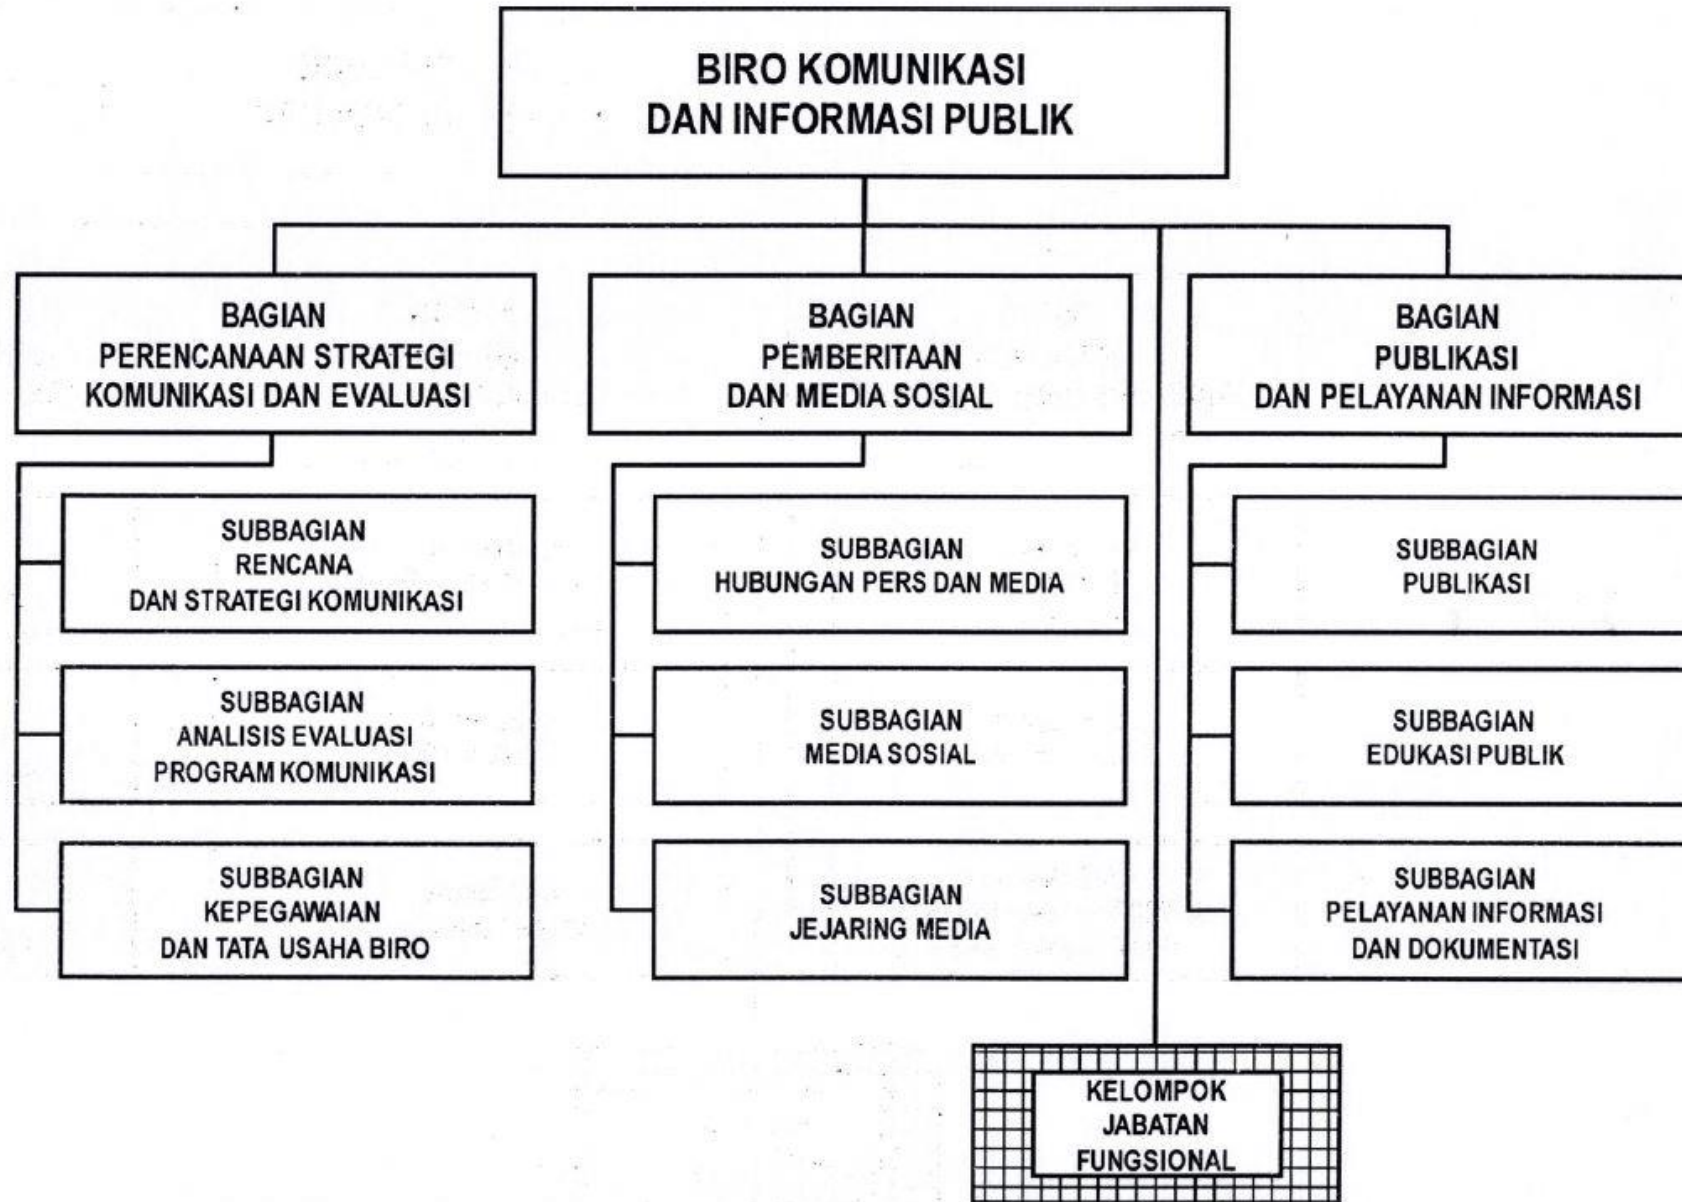 BIRO KOMUNIKASI
DAN INFORMASI PUBLIK
BAGIAN
PERENCANAAN STRATEGI
KOMUNIKASI DAN EVALUASI
BAGIAN
PEMBERITAAN
DAN MEDIA SOSIAL
BAGIAN
PUBLIKASI
DAN PELAYANAN INFORMASI
SUBBAGIAN
RENCANA
DAN STRATEGI KOMUNIKASI
SUBBAGIAN
HUBUNGAN PERS DAN MEDIA
SUBBAGIAN
PUBLIKASI
SUBBAGIAN
ANALISIS EVALUASI
PROGRAM KOMUNIKASI
SUBBAGIAN
MEDIA SOSIAL
SUBBAGIAN
EDUKASI PUBLIK
SUBBAGIAN
KEPEGAWAIAN
DAN TATA USAHA BIRO
SUBBAGIAN
JEJARING MEDIA
SUBBAGIAN
PELAYANAN INFORMASI
DAN DOKUMENTASI
KELOMPOK
JABATAN
FUNGSIONAL